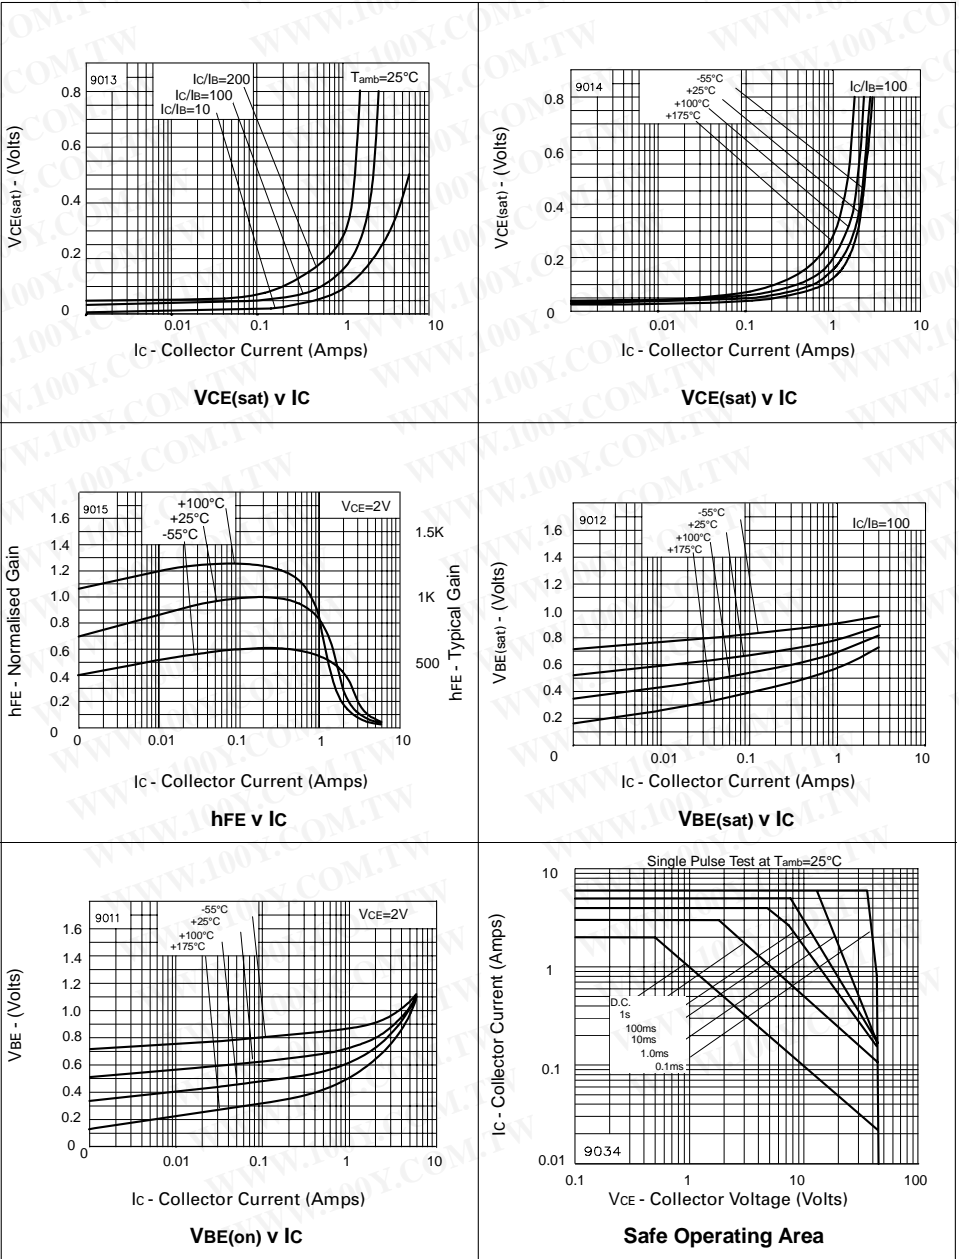 9013
IC/IB=200
IC/IB=100
IC/IB=10
Tamb=25°C
0.8
0.6
0.4
0.2
0
0.01
0.1
1
10
VCE(sat) - (Volts)
IC - Collector Current (Amps)
VCE(sat) v IC
9014
-55°C
+25°C
+100°C
+175°C
IC/IB=100
0.8
0.6
0.4
0.2
0
0.01
0.1
1
10
VCE(sat) - (Volts)
IC - Collector Current (Amps)
VCE(sat) v IC
9015
+100°C
+25°C
-55°C
VCE=2V
1.6
1.4
1.2
1.0
0.8
0.6
0.4
0.2
0
0
0.01
0.1
1
10
1.5K
1K
500
hFE - Normalised Gain
hFE - Typical Gain
IC - Collector Current (Amps)
hFE v IC
9012
-55°C
+25°C
+100°C
+175°C
IC/IB=100
1.6
1.4
1.2
1.0
0.8
0.6
0.4
0.2
0
0.01
0.1
1
10
VBE(sat) - (Volts)
IC - Collector Current (Amps)
VBE(sat) v IC
9011
-55°C
+25°C
+100°C
+175°C
VCE=2V
1.6
1.4
1.2
1.0
0.8
0.6
0.4
0.2
0
0
0.01
0.1
1
10
VBE - (Volts)
IC - Collector Current (Amps)
VBE(on) v IC
Single Pulse Test at Tamb=25°C
10
1
0.1
0.01
D.C.
1s
100ms
10ms
1.0ms
0.1ms
9034
0.1
1
10
100
IC - Collector Current (Amps)
VCE - Collector Voltage (Volts)
Safe Operating Area
WWW.100Y.COM.TW